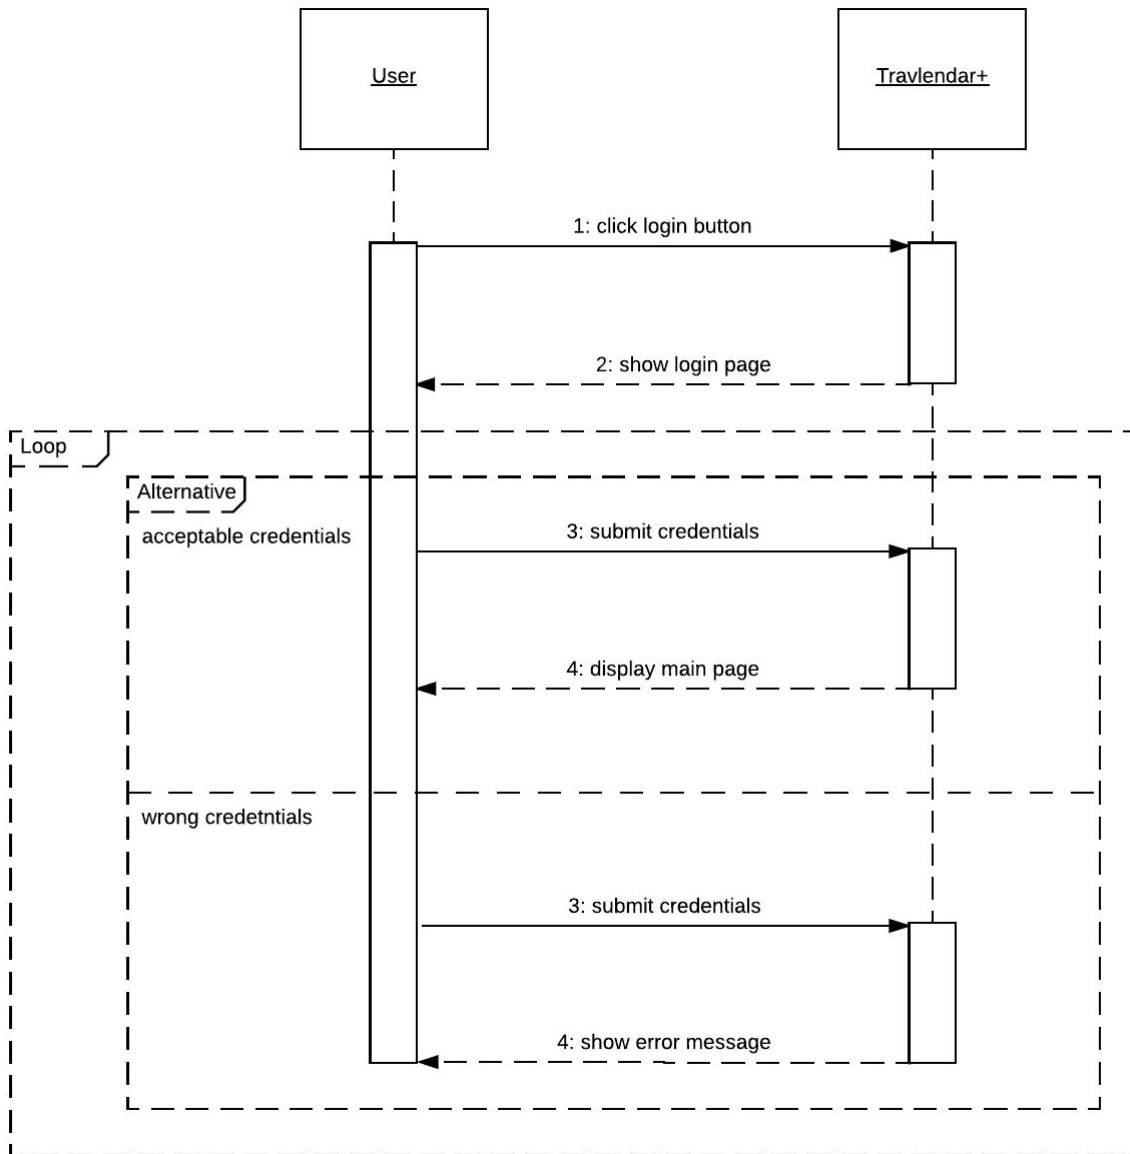 User
Travlendar+
1: click login button
2: show login page
Loop
Alternative
acceptable credentials
3: submit credentials
4: display main page
wrong credetntials
3: submit credentials
4: show error message